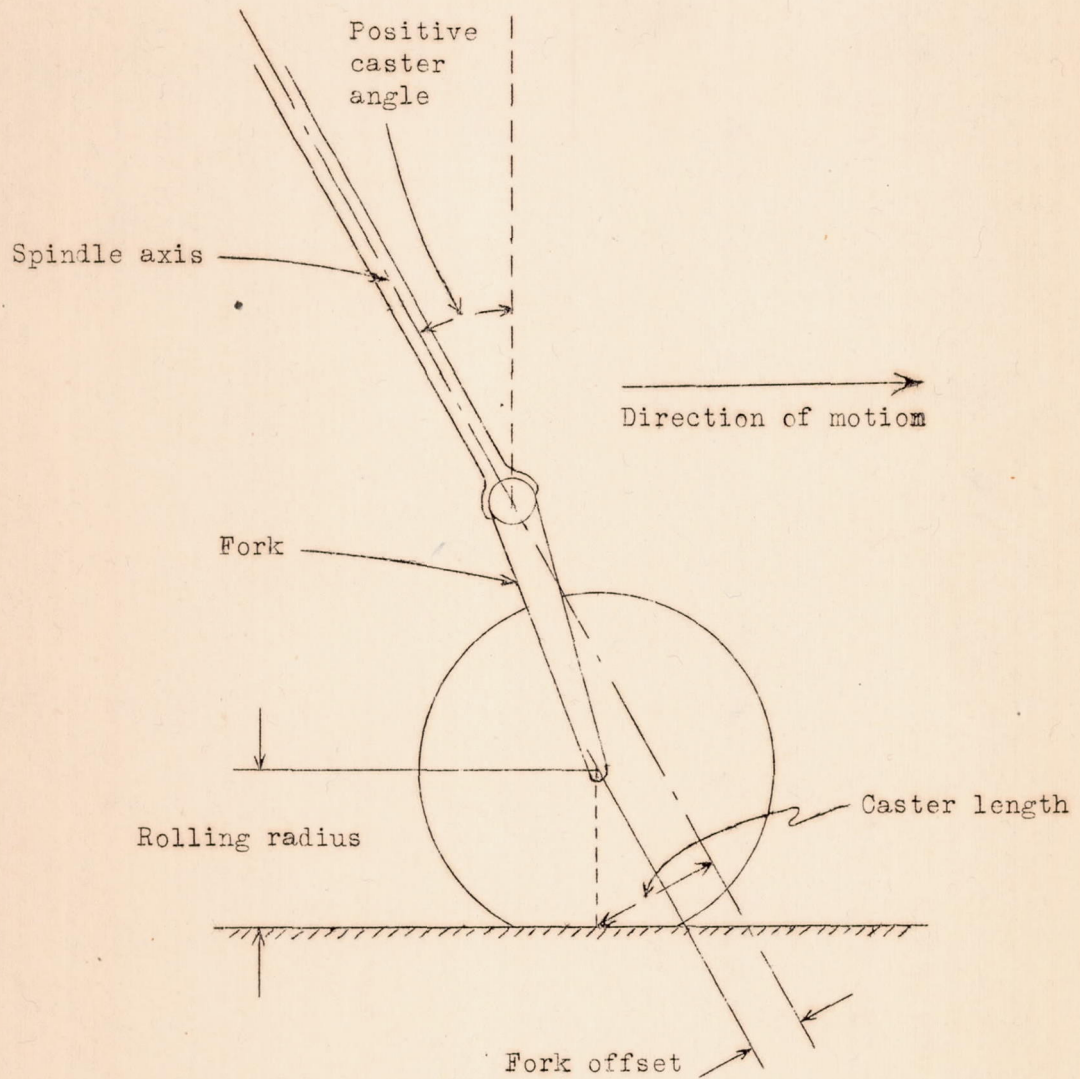 Positive
caster
angle
Spindle axis
Direction of motiom
Fork
Caster length
Rolling radius
Fork offset